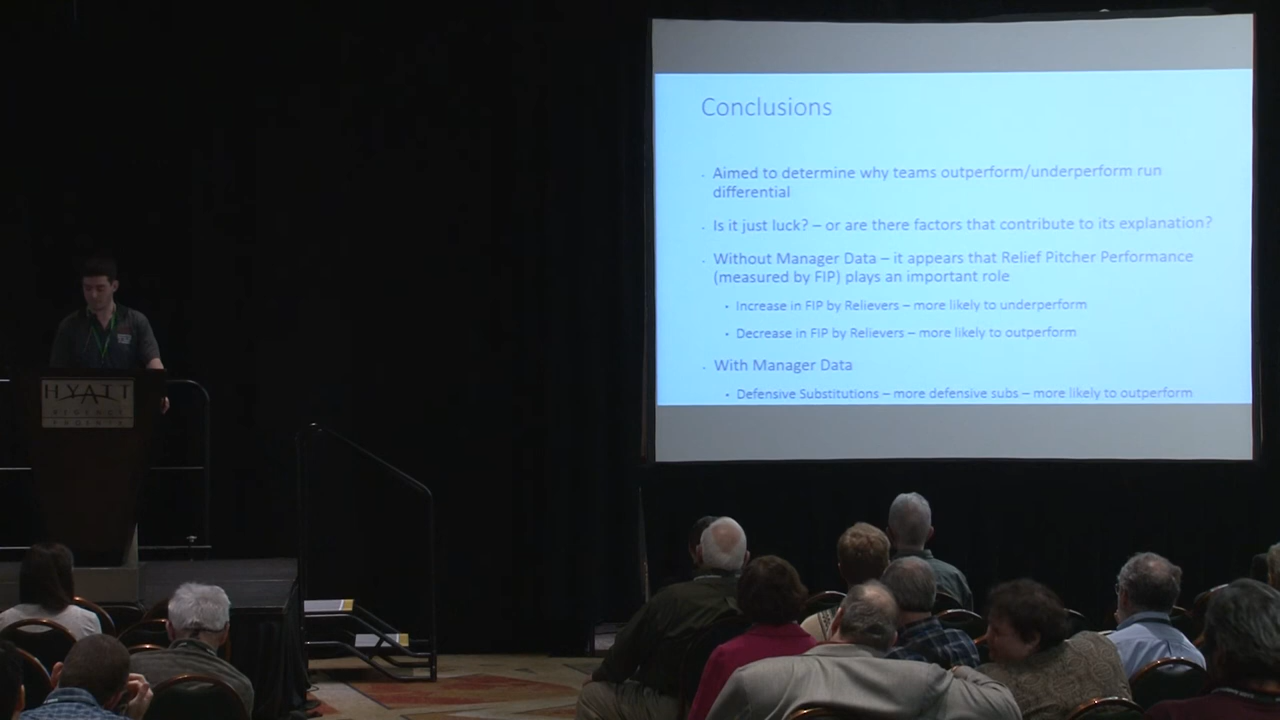 Conclusions
Aimed to determine why teams outperform/underperform run
differential
Is it just luck? – or are there factors that contribute to its explanation?
Without Manager Data – it appears that Relief Pitcher Performance
(measured by FIP) plays an important role
Increase in FIP by Relievers – more likely to underperform
Decrease in FIP by Relievers – more likely to outperform
With Manager Data
Defensive Substitutions – more defensive subs – more likely to outperform
HYATT
REGENCY
PHOENIX